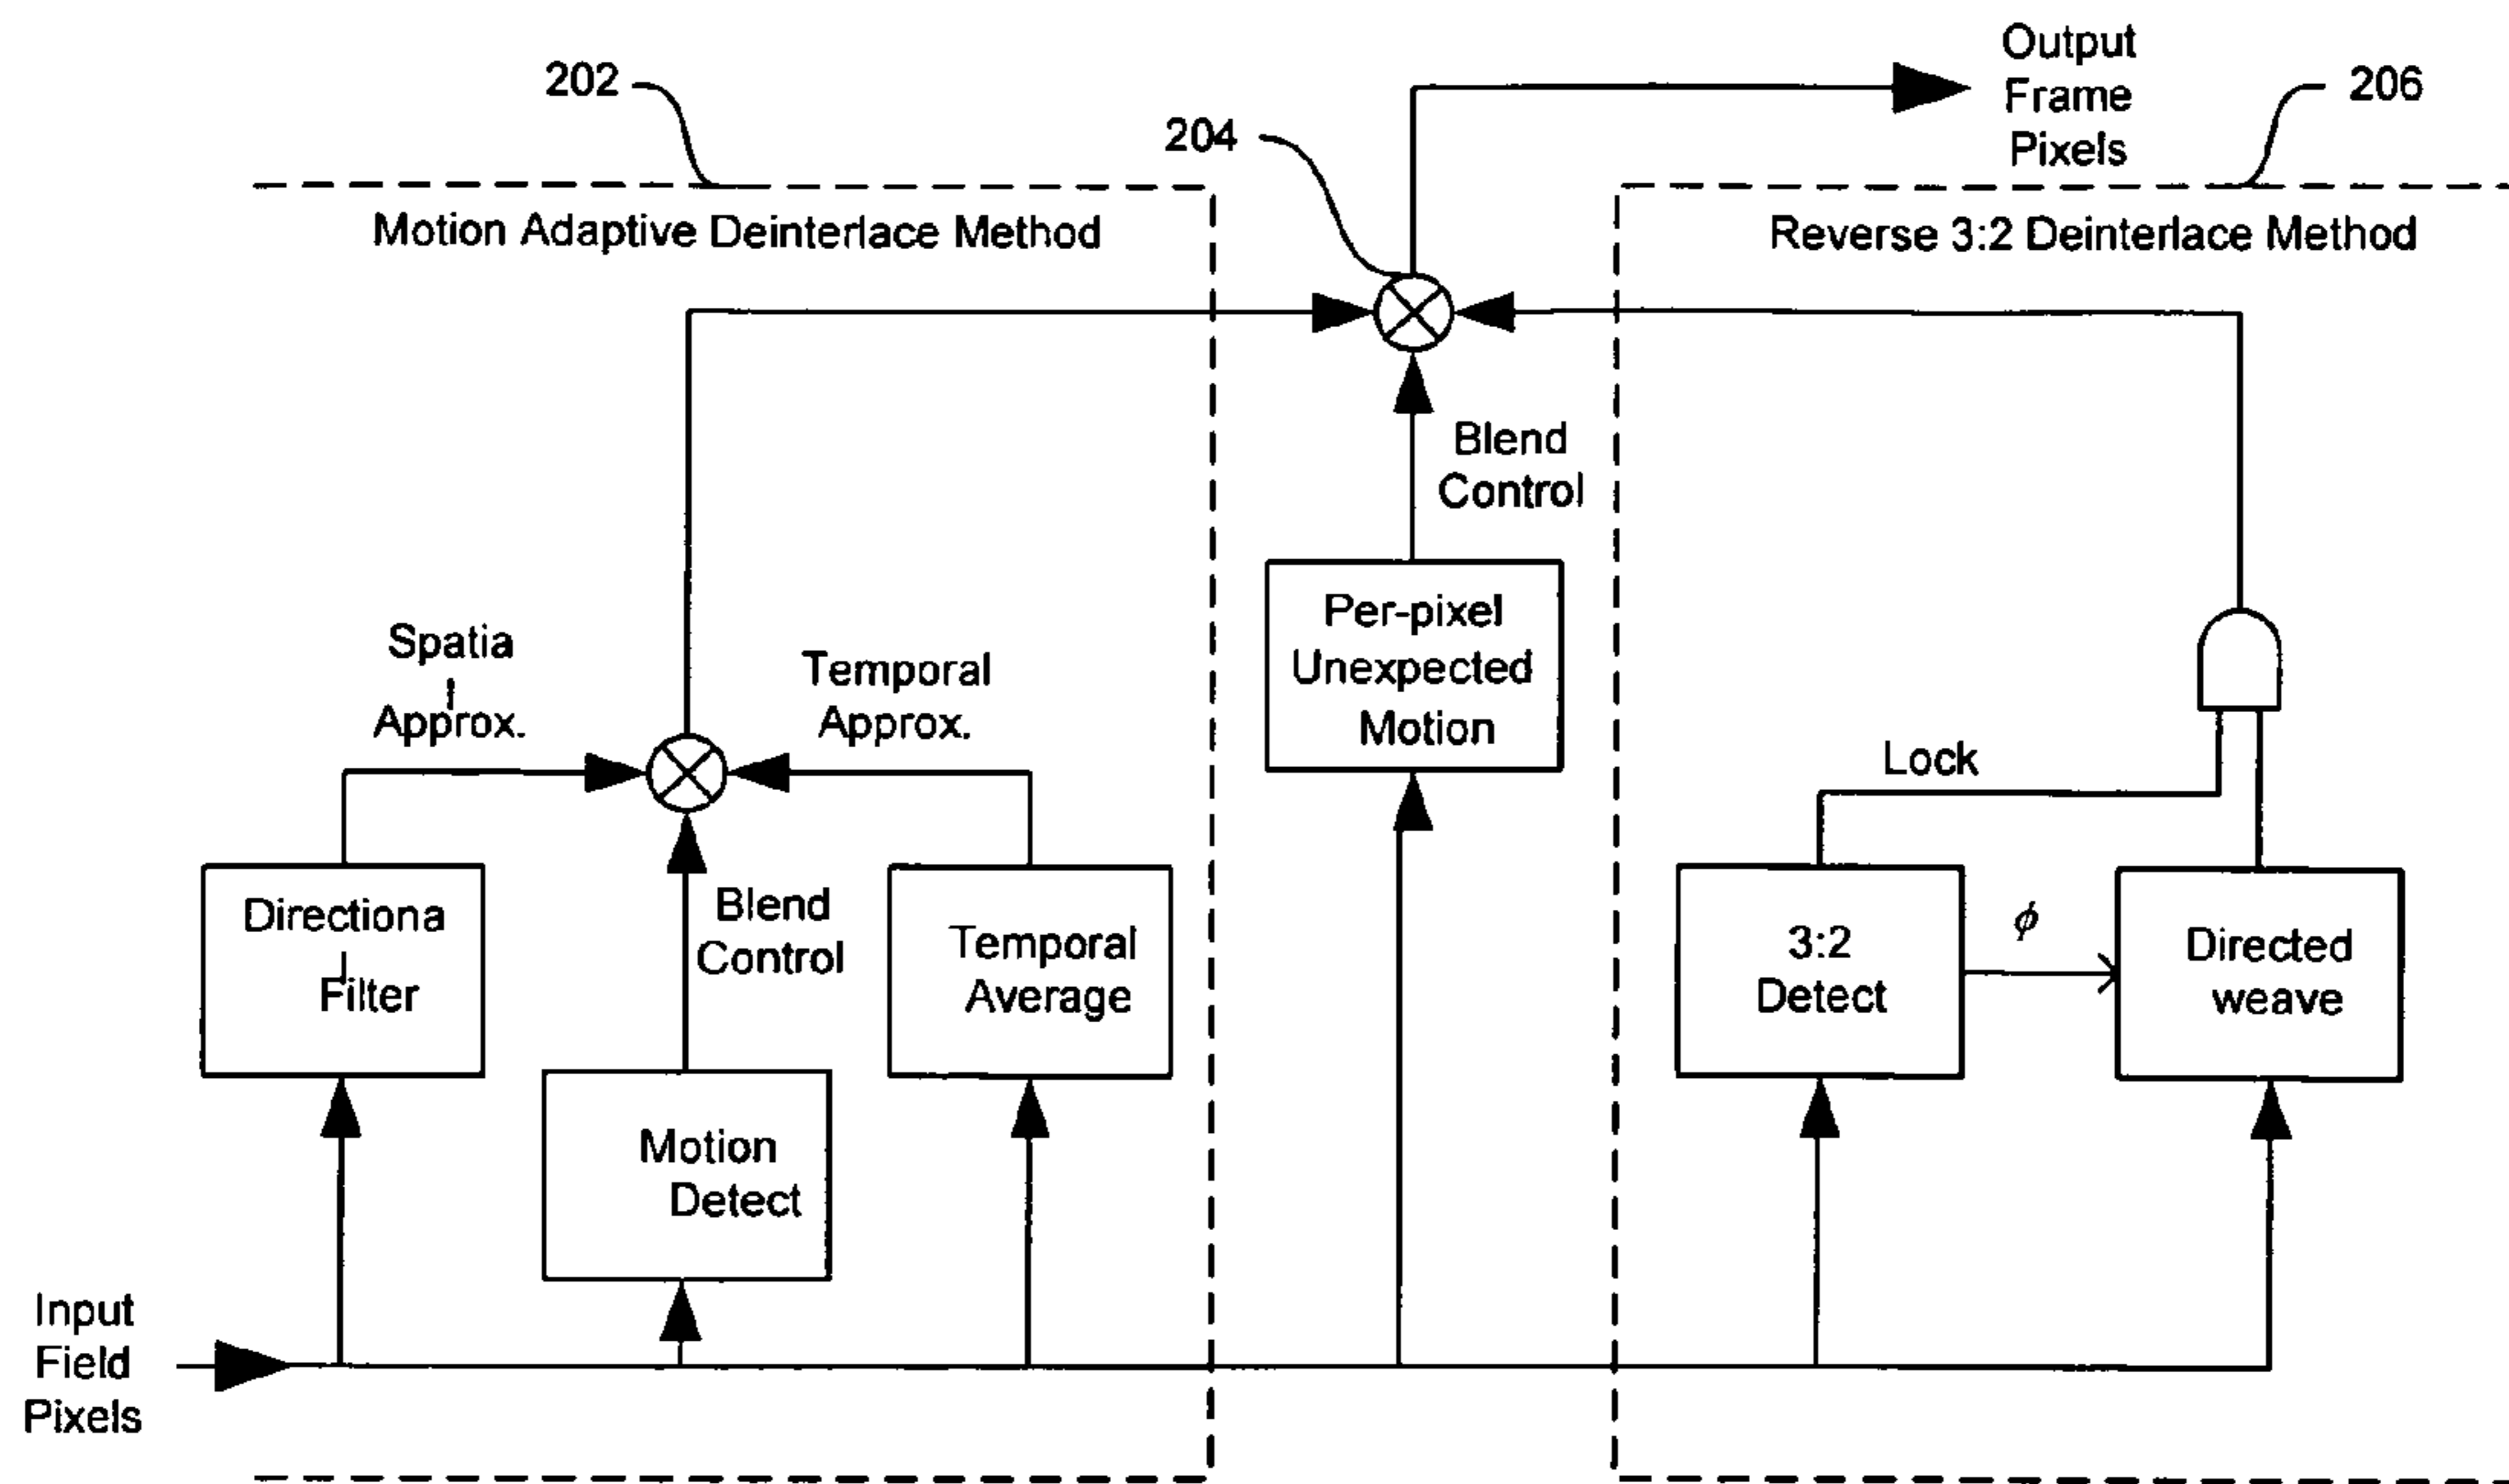 Output
Frame
Pixels
202
204
206
Motion Adaptive Deinterlace Method
Reverse 3:2 Deinterlace Method
Blend
Control
Per-pixel
Unexpected
Motion
Spatia
l
Approx.
Temporal
Approx.
Lock
Directiona
l
Filter
Blend
Control
Temporal
Average
3:2
Detect
ϕ
Directed
weave
Motion
Detect
Input
Field
Pixels